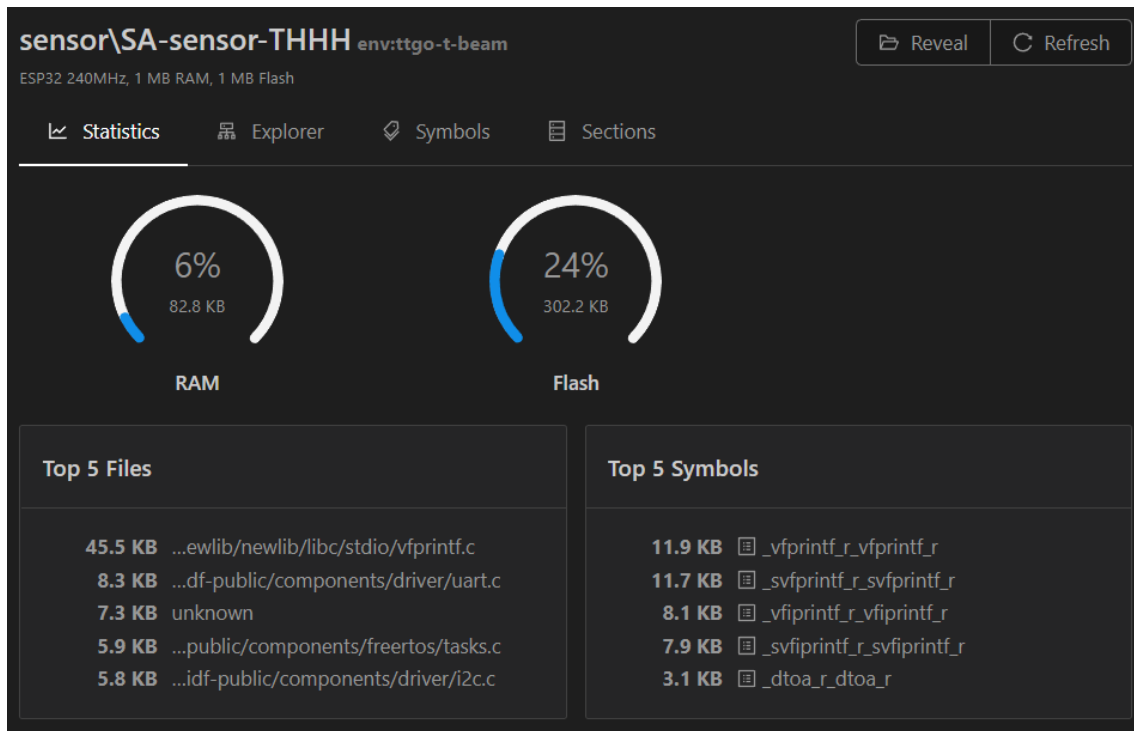 sensor\SA-sensor-THHH env:ttgo-t-beam
Reveal
Refresh
ESP32 240MHz, 1 MB RAM, 1 MB Flash
Statistics
Explorer
Symbols
Sections
6%
82.8 KB
RAM
24%
302.2 KB
Flash
Top 5 Files
45.5 KB ...ewlib/newlib/libc/stdio/vfprintf.c
8.3 KB ...df-public/components/driver/uart.c
7.3 KB unknown
5.9 KB ...public/components/freertos/tasks.c
5.8 KB ...idf-public/components/driver/i2c.c
Top 5 Symbols
11.9 KB _vfprintf_r_vfprintf_r
11.7 KB _svfprintf_r_svfprintf_r
8.1 KB _vfiprintf_r_vfiprintf_r
7.9 KB _svfiprintf_r_svfiprintf_r
3.1 KB _dtoa_r_dtoa_r